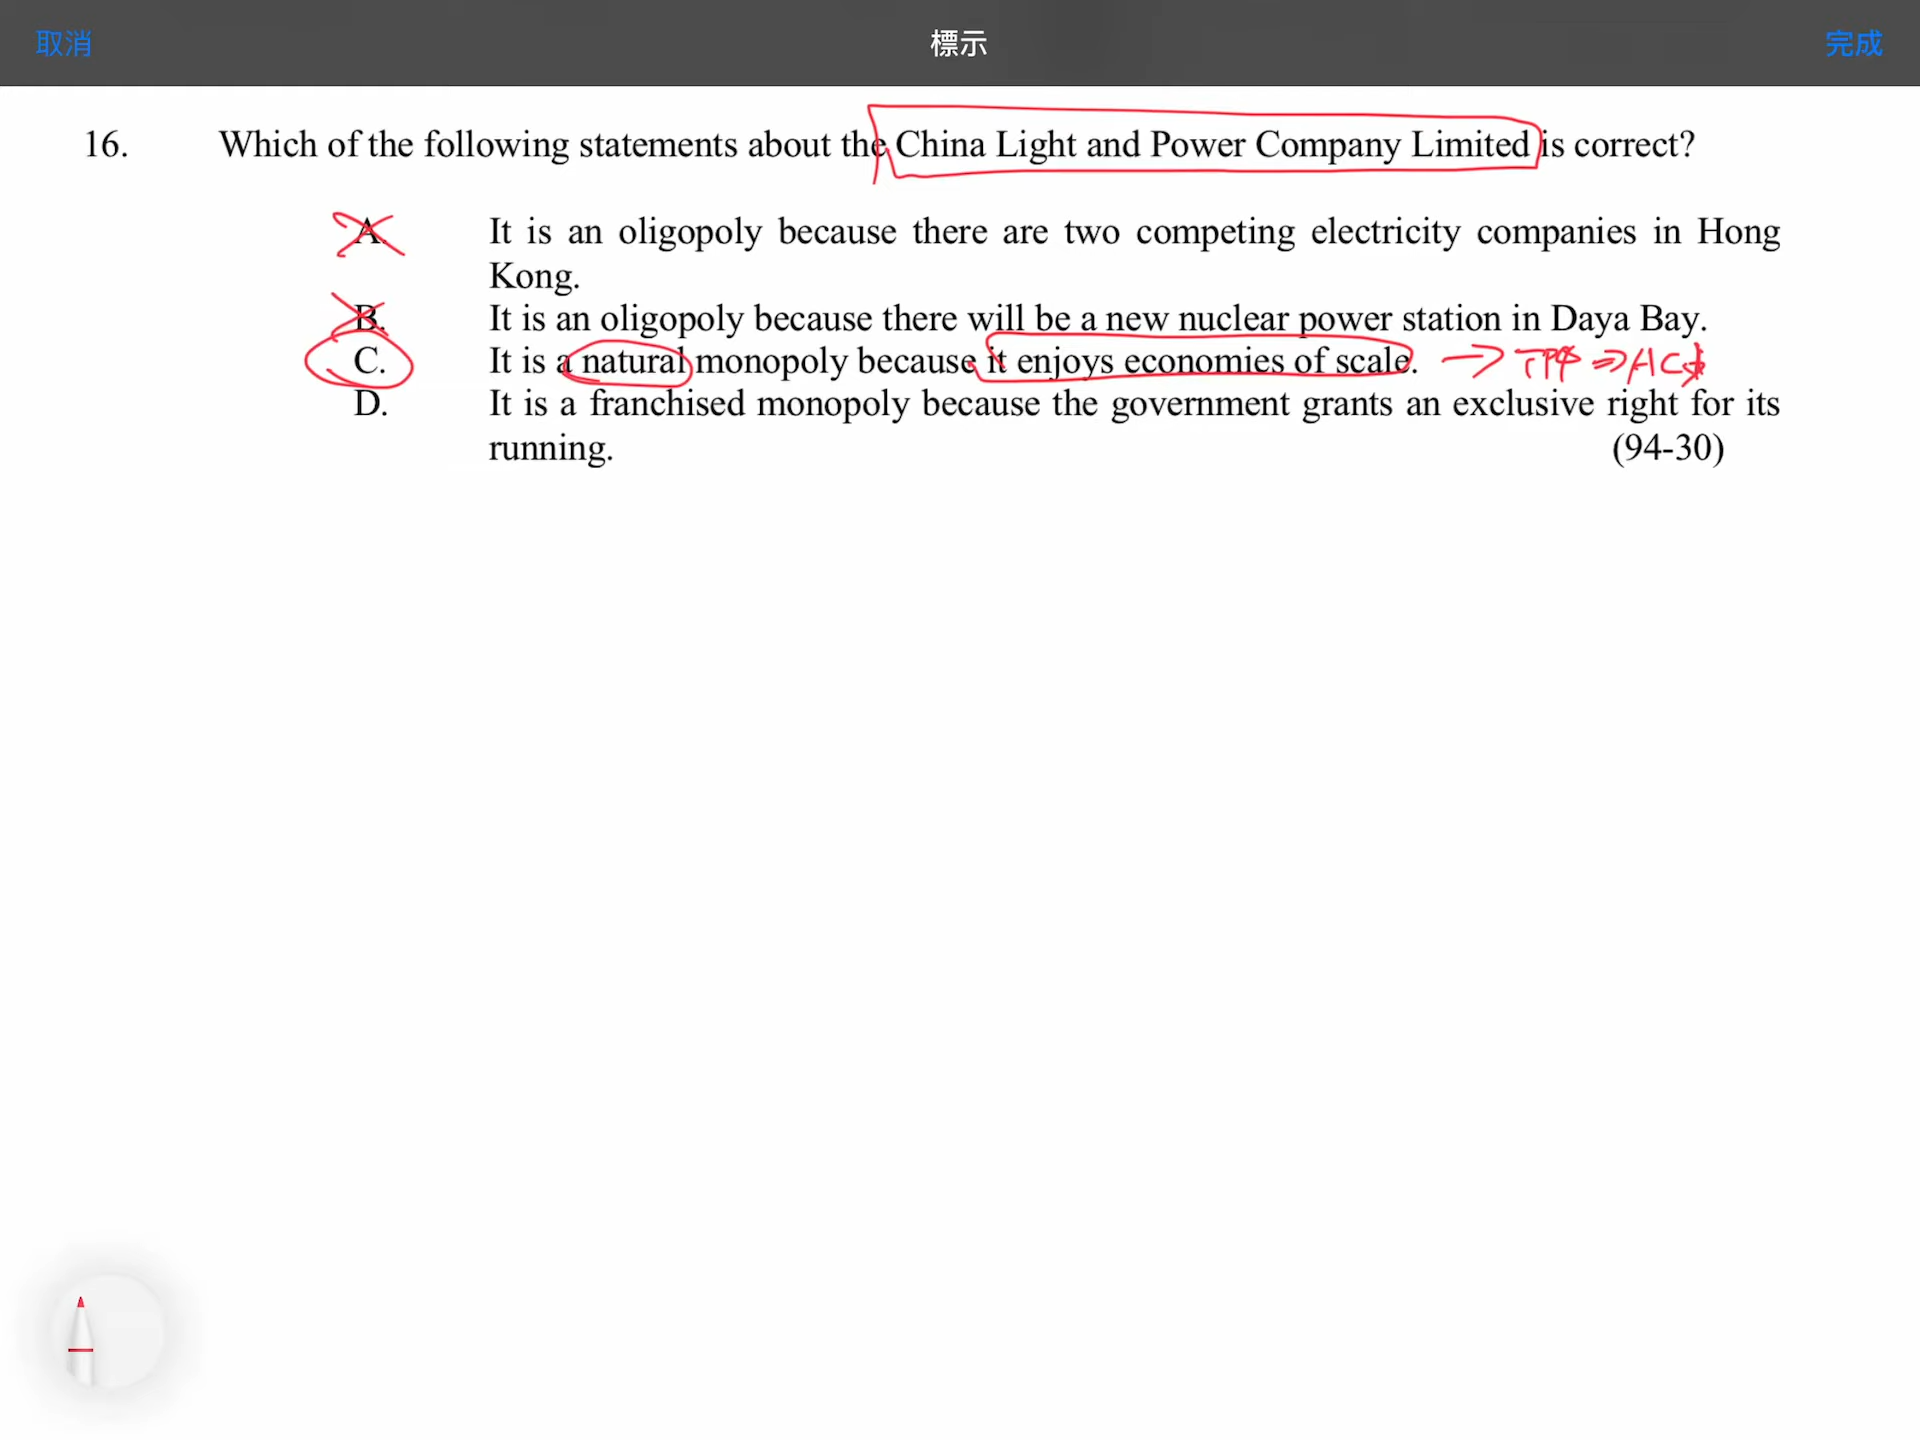 取消 標示 完成
16. Which of the following statements about the China Light and Power Company Limited is correct?
A. It is an oligopoly because there are two competing electricity companies in Hong
Kong.
B. It is an oligopoly because there will be a new nuclear power station in Daya Bay.
C. It is a natural monopoly because it enjoys economies of scale. → ⇒ AC↓
D. It is a franchised monopoly because the government grants an exclusive right for its
running. (94-30)